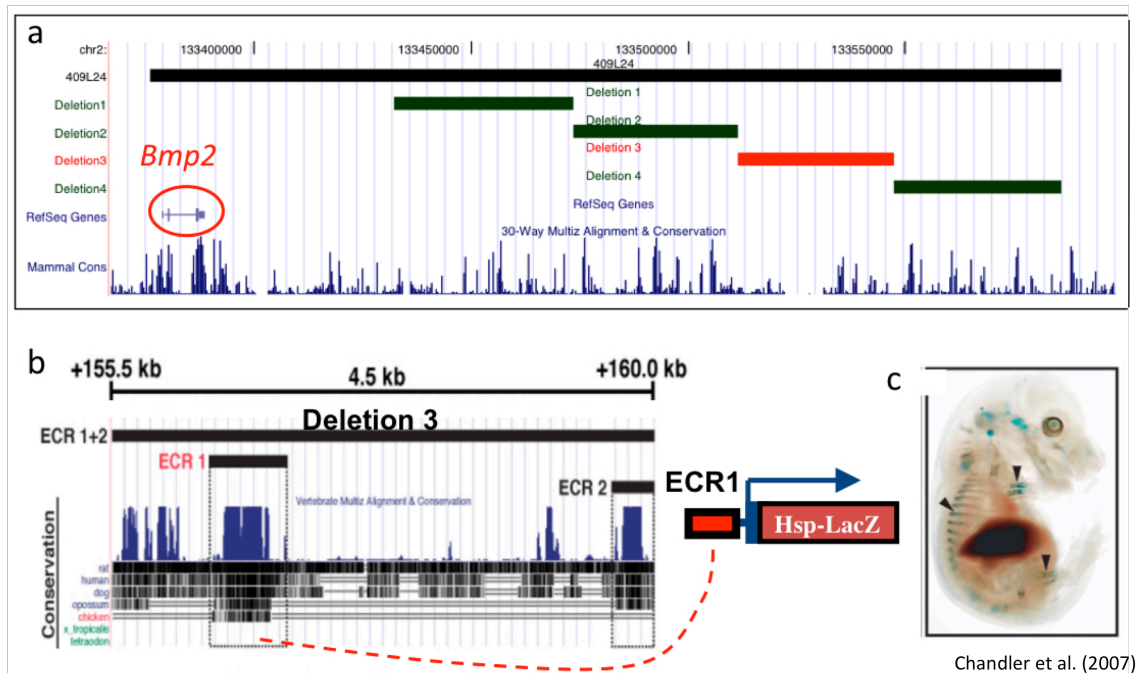 a
chr2: 133400000 133450000 133500000 133550000
409L24
409L24
Deletion 1
Deletion1
Deletion 2
Deletion2
Deletion 3
Deletion3
Bmp2
Deletion 4
Deletion4
RefSeq Genes
RefSeq Genes
30-Way Multiz Alignment & Conservation
Mammal Cons
b
+155.5 kb 4.5 kb +160.0 kb
Deletion 3
ECR 1+2
ECR 1
ECR 2
Vertebrate Multiz Alignment & Conservation
Conservation
rat
human
dog
opossum
chicken
x_tropicalis
tetraodon
ECR1
Hsp-LacZ
c
Chandler et al. (2007)